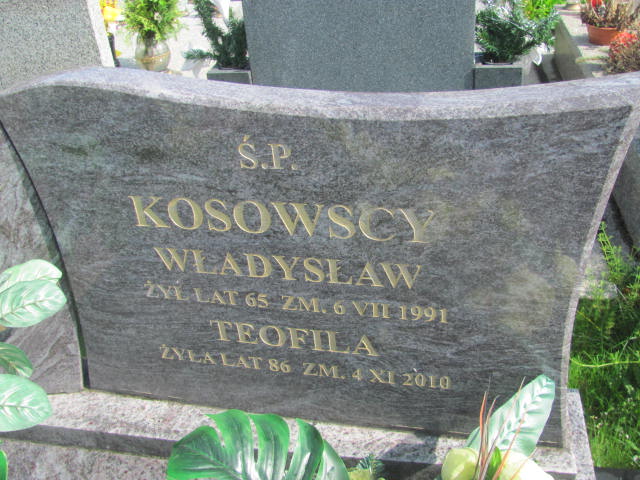 Ś.P.
KOSOWSCY
WŁADYSŁAW
ŻYŁ LAT 65 ZM. 6 VII 1991
TEOFILA
ŻYŁA LAT 86 ZM. 4 XI 2010